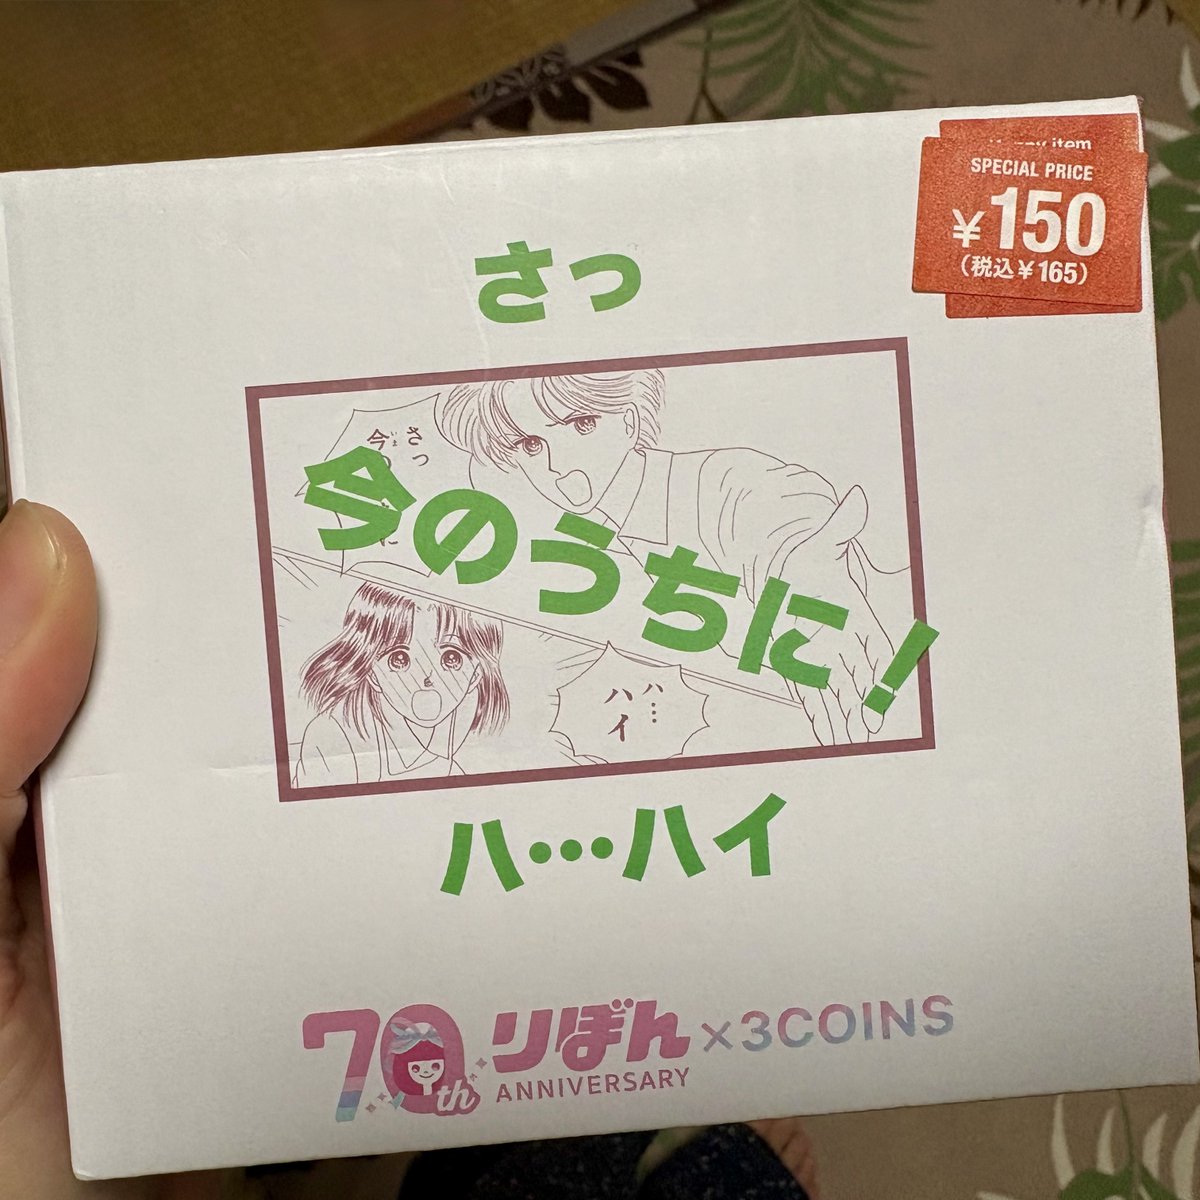 item
SPECIAL PRICE
¥150
(税込¥165)
さっ
さっ
今のうちに!
ハ…
ハイ
ハ…ハイ
70th りぼん×3COINS
ANNIVERSARY